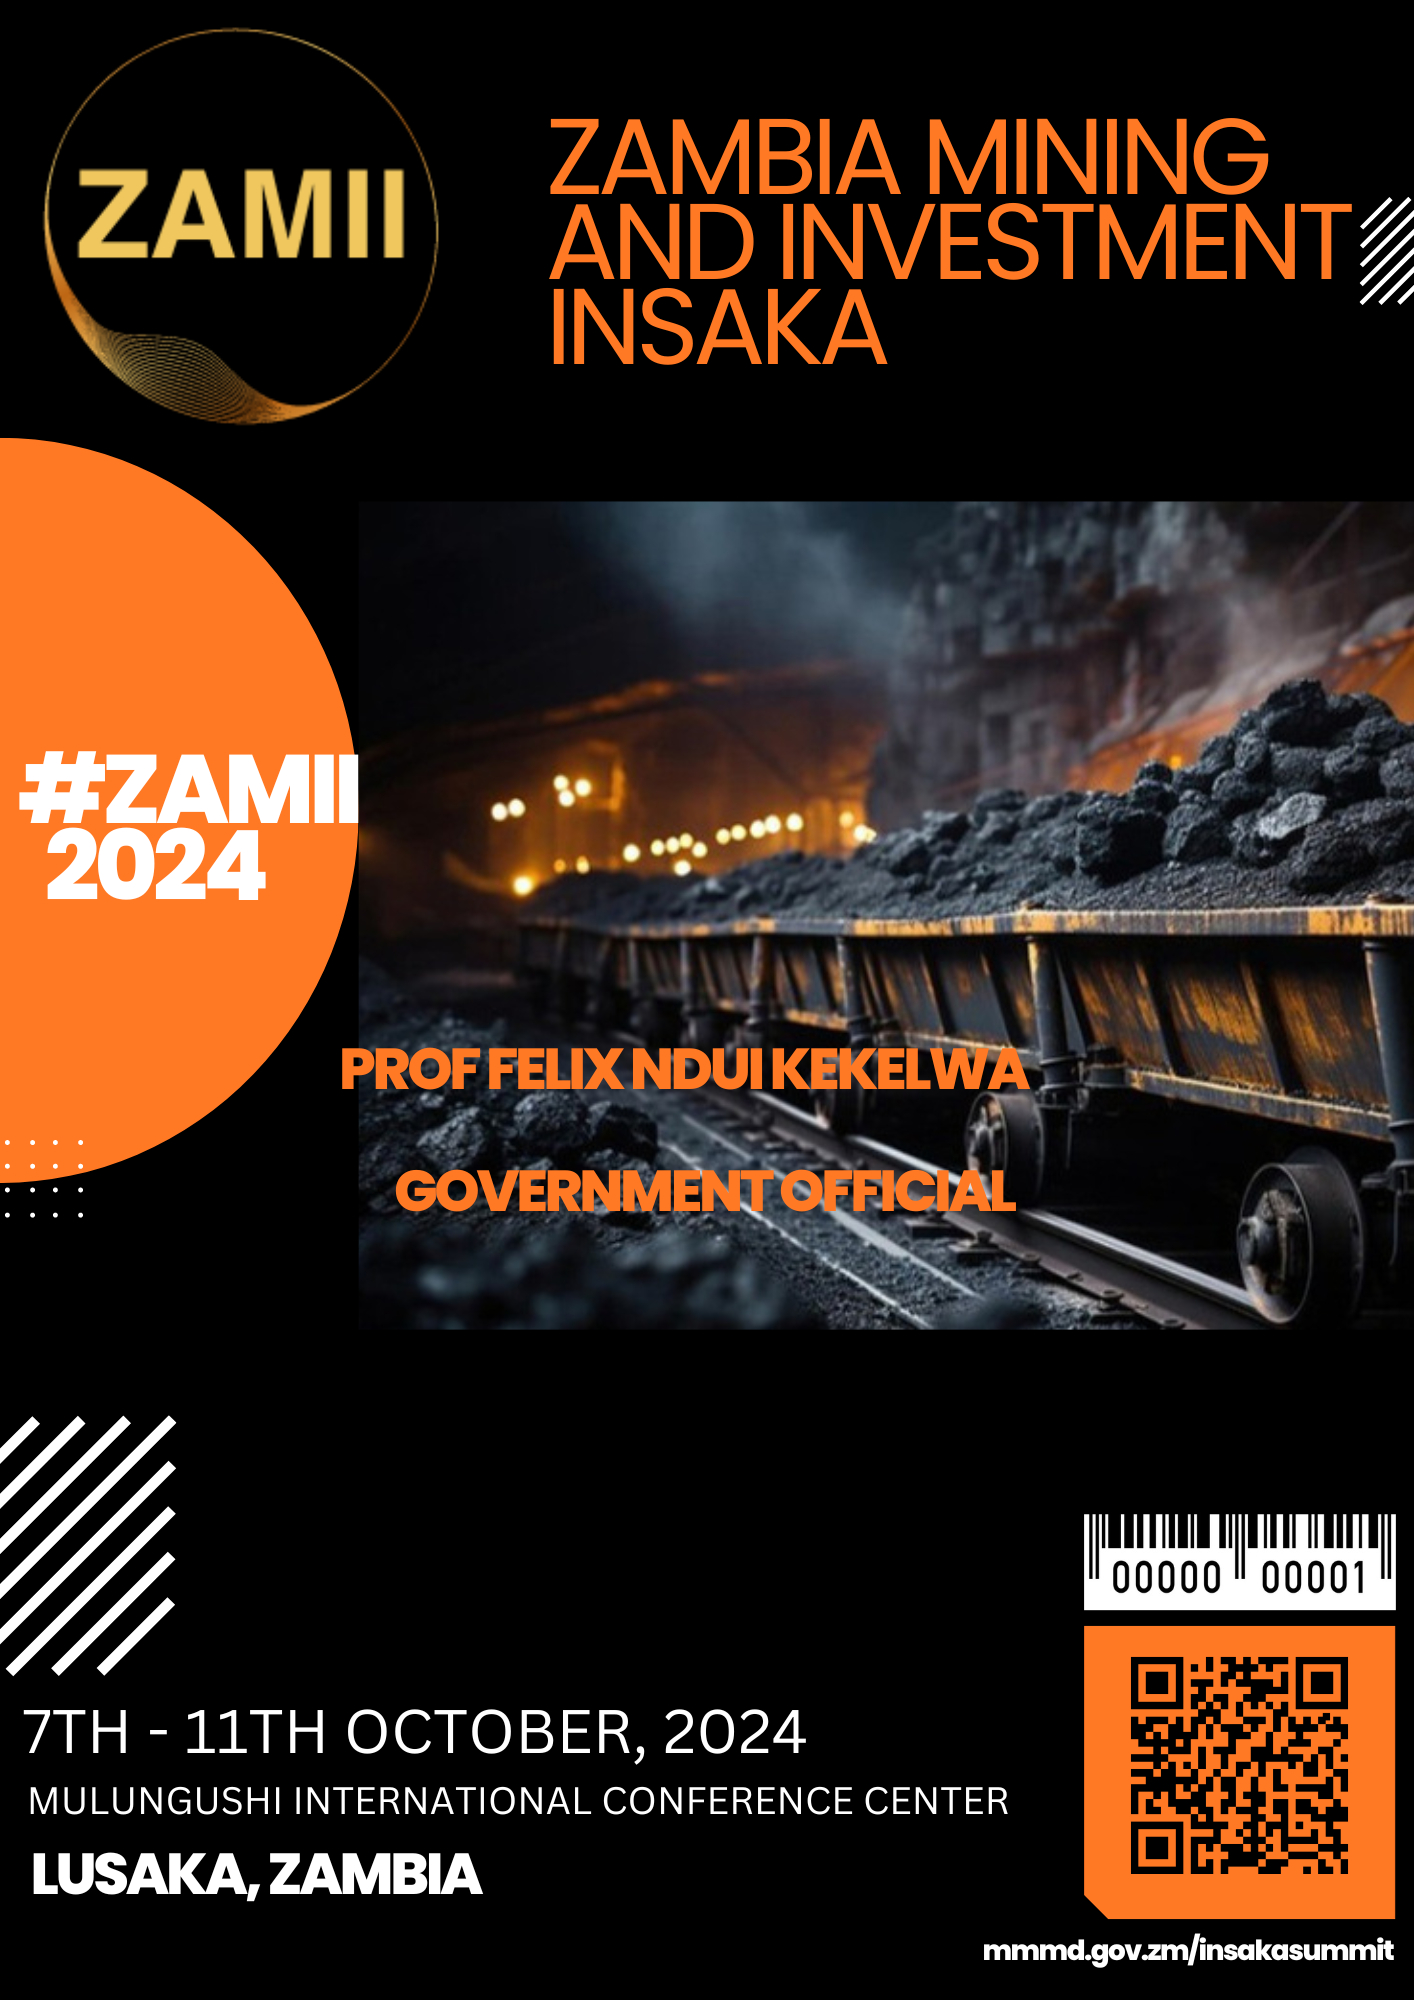 ZAMII
ZAMBIA MINING
AND INVESTMENT
INSAKA
#ZAMII
2024
PROF FELIX NDUI KEKELWA
GOVERNMENT OFFICIAL
00000 00001
7TH - 11TH OCTOBER, 2024
MULUNGUSHI INTERNATIONAL CONFERENCE CENTER
LUSAKA, ZAMBIA
mmmd.gov.zm/insakasummit